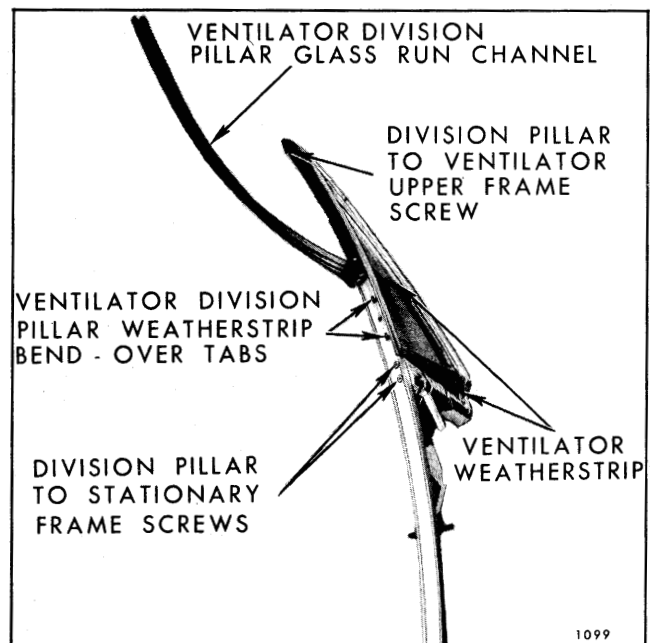 VENTILATOR DIVISION
PILLAR GLASS RUN CHANNEL
DIVISION PILLAR
TO VENTILATOR
UPPER FRAME
SCREW
VENTILATOR DIVISION
PILLAR WEATHERSTRIP
BEND - OVER TABS
DIVISION PILLAR
TO STATIONARY
FRAME SCREWS
VENTILATOR
WEATHERSTRIP
1099